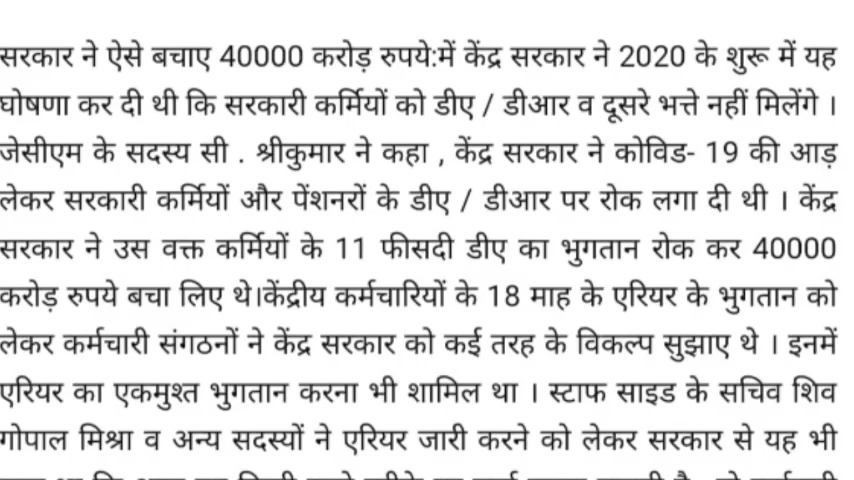 सरकार ने ऐसे बचाए 40000 करोड़ रुपये:में केंद्र सरकार ने 2020 के शुरू में यह
घोषणा कर दी थी कि सरकारी कर्मियों को डीए / डीआर व दूसरे भत्ते नहीं मिलेंगे ।
जेसीएम के सदस्य सी . श्रीकुमार ने कहा , केंद्र सरकार ने कोविड- 19 की आड़
लेकर सरकारी कर्मियों और पेंशनरों के डीए / डीआर पर रोक लगा दी थी । केंद्र
सरकार ने उस वक्त कर्मियों के 11 फीसदी डीए का भुगतान रोक कर 40000
करोड़ रुपये बचा लिए थे।केंद्रीय कर्मचारियों के 18 माह के एरियर के भुगतान को
लेकर कर्मचारी संगठनों ने केंद्र सरकार को कई तरह के विकल्प सुझाए थे । इनमें
एरियर का एकमुश्त भुगतान करना भी शामिल था । स्टाफ साइड के सचिव शिव
गोपाल मिश्रा व अन्य सदस्यों ने एरियर जारी करने को लेकर सरकार से यह भी